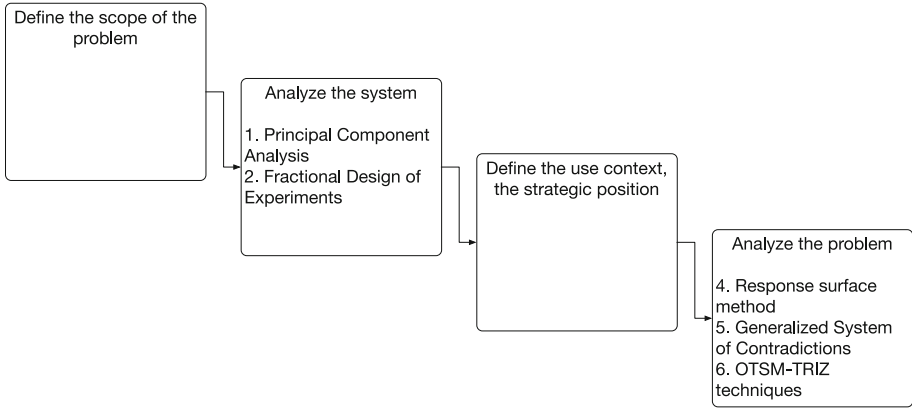 Define the scope of the
problem
Analyze the system
1. Principal Component
Analysis
2. Fractional Design of
Experiments
Define the use context,
the strategic position
Analyze the problem
4. Response surface
method
5. Generalized System
of Contradictions
6. OTSM-TRIZ
techniques